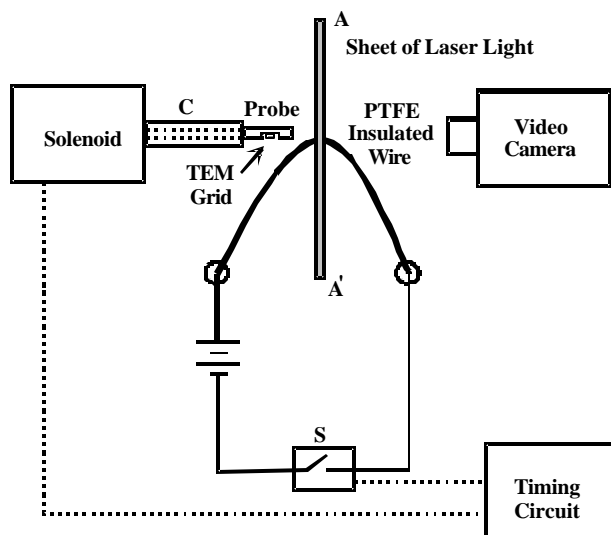 A
Sheet of Laser Light
C
Probe
Solenoid
TEM
Grid
PTFE
Insulated
Wire
Video
Camera
A'
S
Timing
Circuit